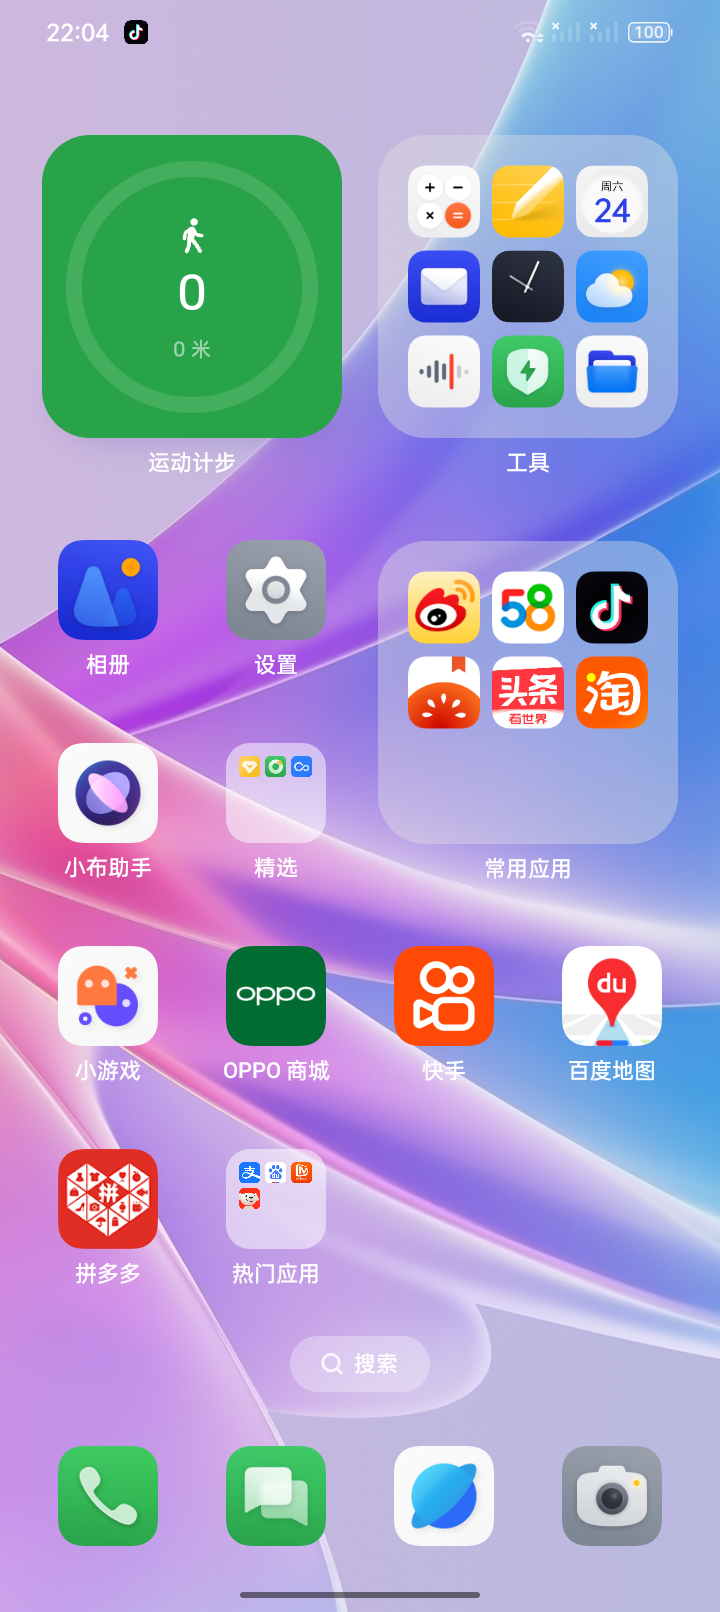 22:04
100
0
0 米
运动计步
周六
24
工具
相册
设置
58
头条
看世界
淘
小布助手
精选
常用应用
oppo
du
小游戏
OPPO 商城
快手
百度地图
拼
支
du
拼多多
热门应用
搜索